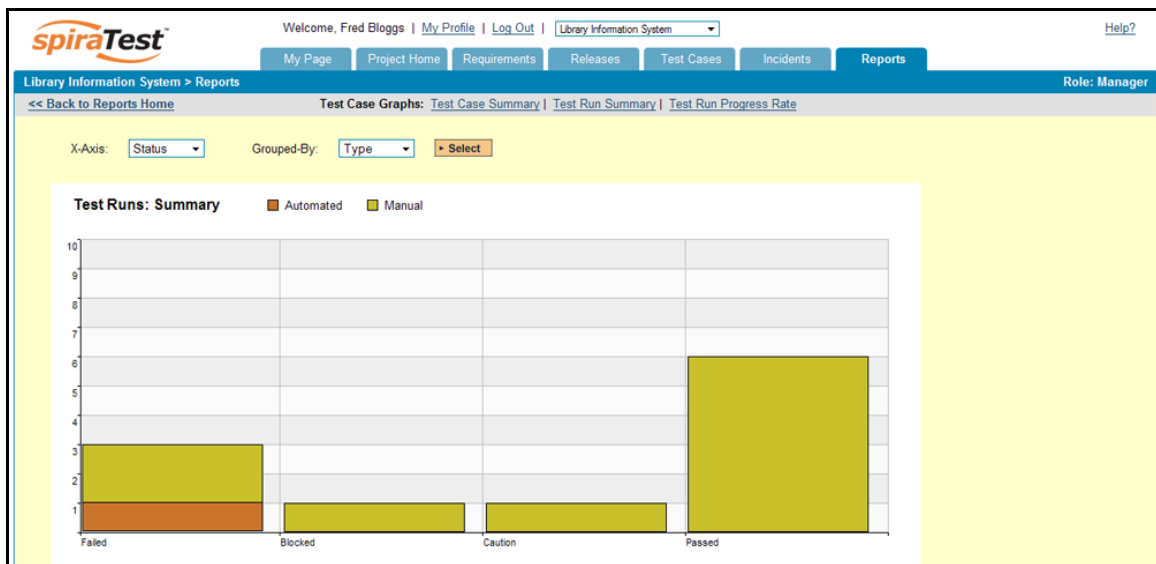 spiraTest™
Welcome, Fred Bloggs | My Profile | Log Out | Library Information System
Help?
My Page
Project Home
Requirements
Releases
Test Cases
Incidents
Reports
Library Information System > Reports
Role: Manager
<< Back to Reports Home
Test Case Graphs: Test Case Summary | Test Run Summary | Test Run Progress Rate
X-Axis: Status
Grouped-By: Type
Select
Test Runs: Summary
Automated
Manual
10
9
8
7
6
5
4
3
2
1
Failed
Blocked
Caution
Passed